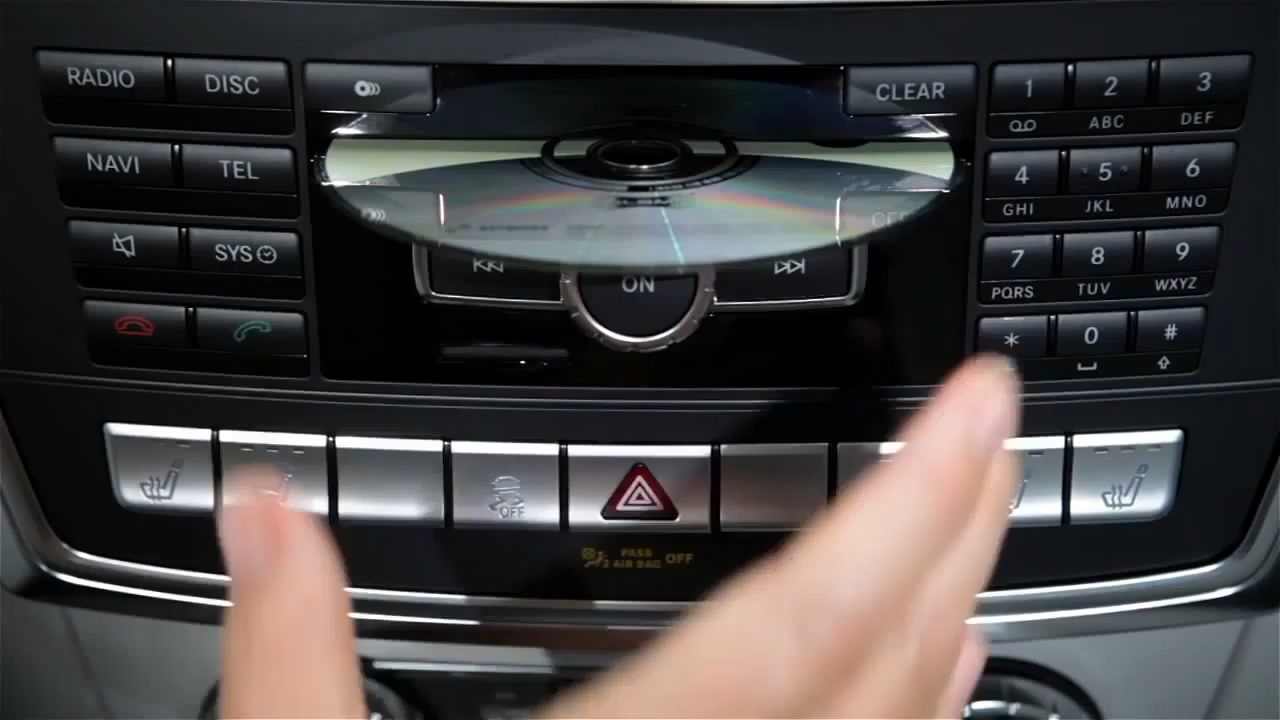 RADIO DISC CLEAR 1 2 3
ABC DEF
NAVI TEL 4 5 6
GHI JKL MNO
SYS 7 8 9
PQRS TUV WXYZ
ON
* 0 #
OFF
PASS
AIR BAG OFF
2